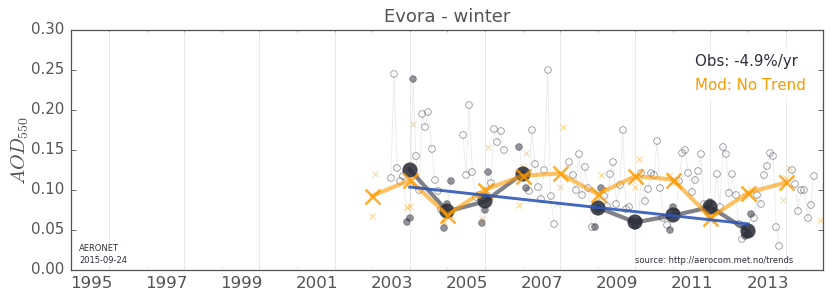 Evora - winter
0.30
0.25
0.20
0.15
0.10
0.05
0.00
AOD550
Obs: -4.9%/yr
Mod: No Trend
AERONET
2015-09-24
source: http://aerocom.met.no/trends
1995 1997 1999 2001 2003 2005 2007 2009 2011 2013